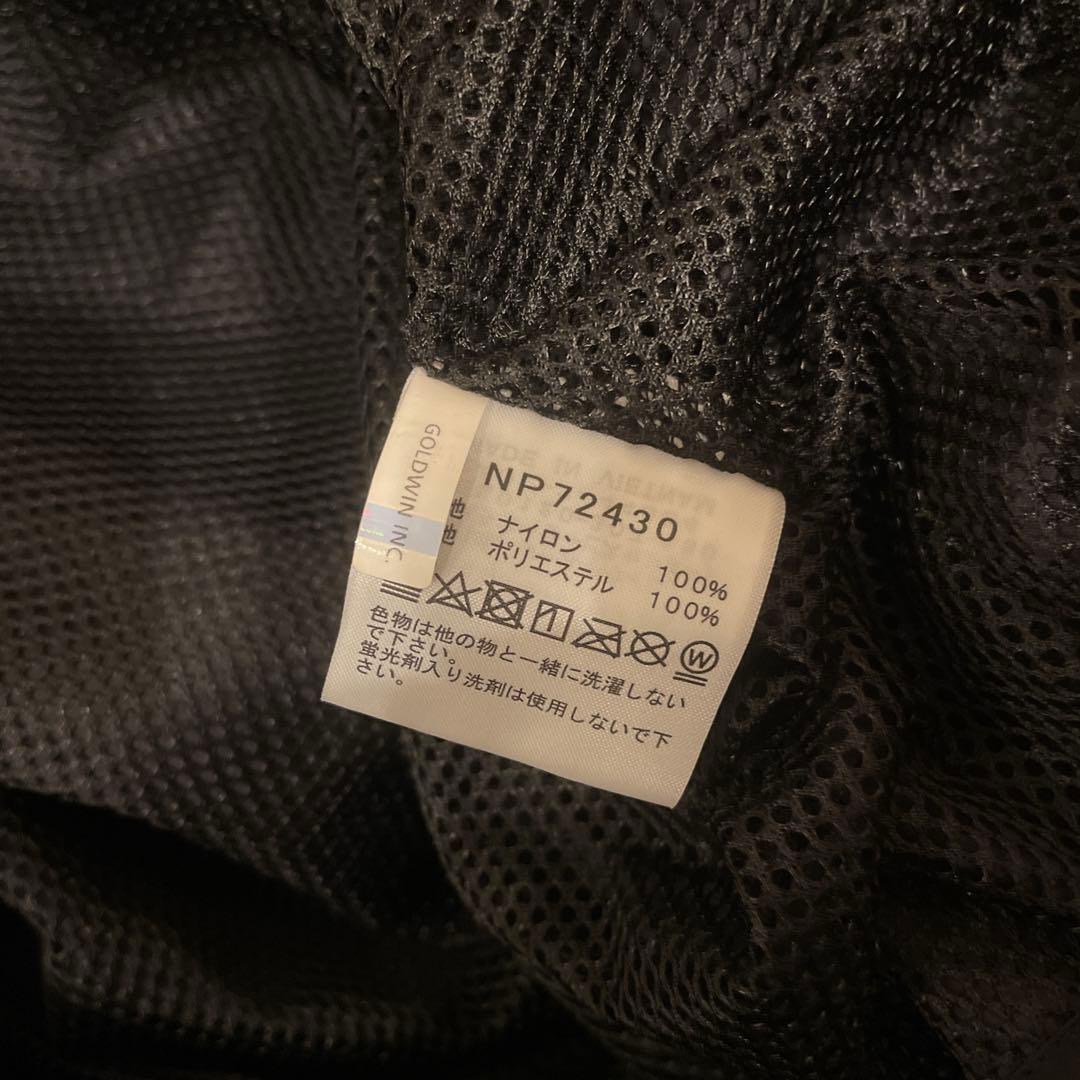 GOLDWIN INC.
NP72430
ナイロン 100%
ポリエステル 100%
W
色物は他の物と一緒に洗濯しない
で下さい。
蛍光剤入り洗剤は使用しないで下
さい。